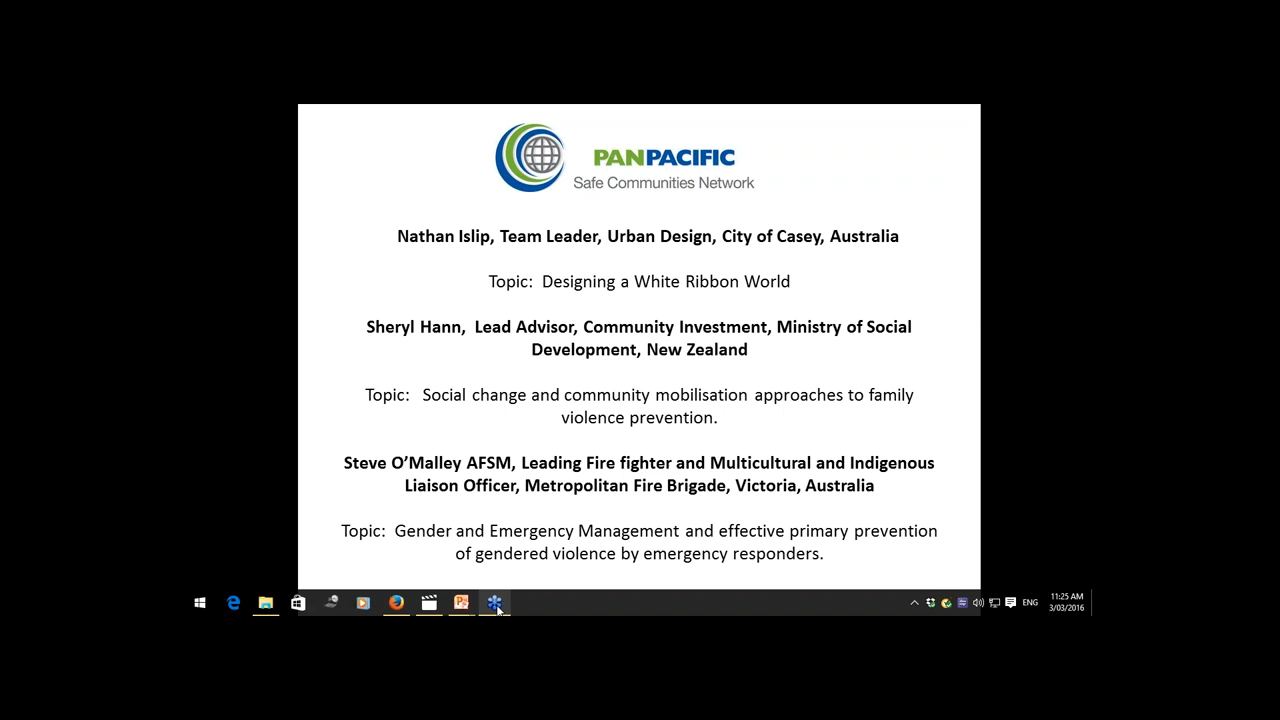 PANPACIFIC
Safe Communities Network
Nathan Islip, Team Leader, Urban Design, City of Casey, Australia
Topic:  Designing a White Ribbon World
Sheryl Hann,  Lead Advisor, Community Investment, Ministry of Social
Development, New Zealand
Topic:  Social change and community mobilisation approaches to family
violence prevention.
Steve O’Malley AFSM, Leading Fire fighter and Multicultural and Indigenous
Liaison Officer, Metropolitan Fire Brigade, Victoria, Australia
Topic:  Gender and Emergency Management and effective primary prevention
of gendered violence by emergency responders.
ENG
11:25 AM
3/03/2016